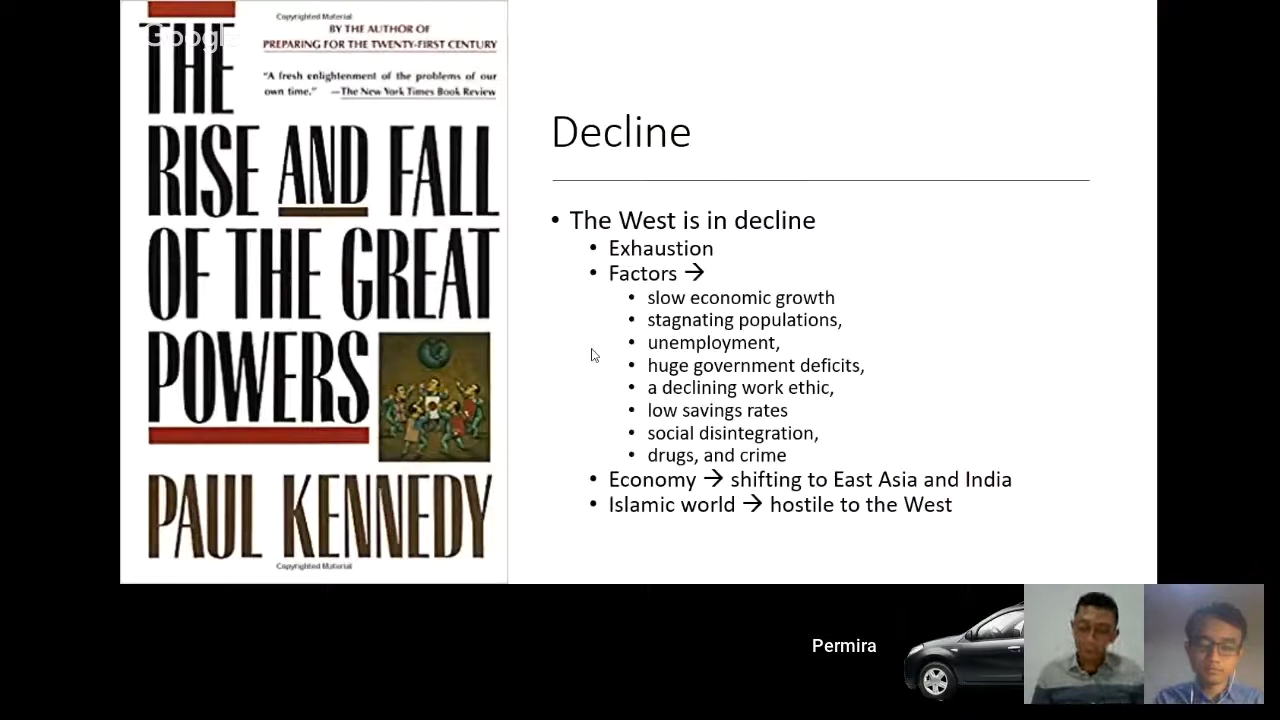 Google
Copyrighted Material
BY THE AUTHOR OF
PREPARING FOR THE TWENTY-FIRST CENTURY
"A fresh enlightenment of the problems of our
own time." —The New York Times Book Review
THE
RISE AND FALL
OF THE GREAT
POWERS
PAUL KENNEDY
Copyrighted Material
Decline
• The West is in decline
• Exhaustion
• Factors →
• slow economic growth
• stagnating populations,
• unemployment,
• huge government deficits,
• a declining work ethic,
• low savings rates
• social disintegration,
• drugs, and crime
• Economy → shifting to East Asia and India
• Islamic world → hostile to the West
Permira